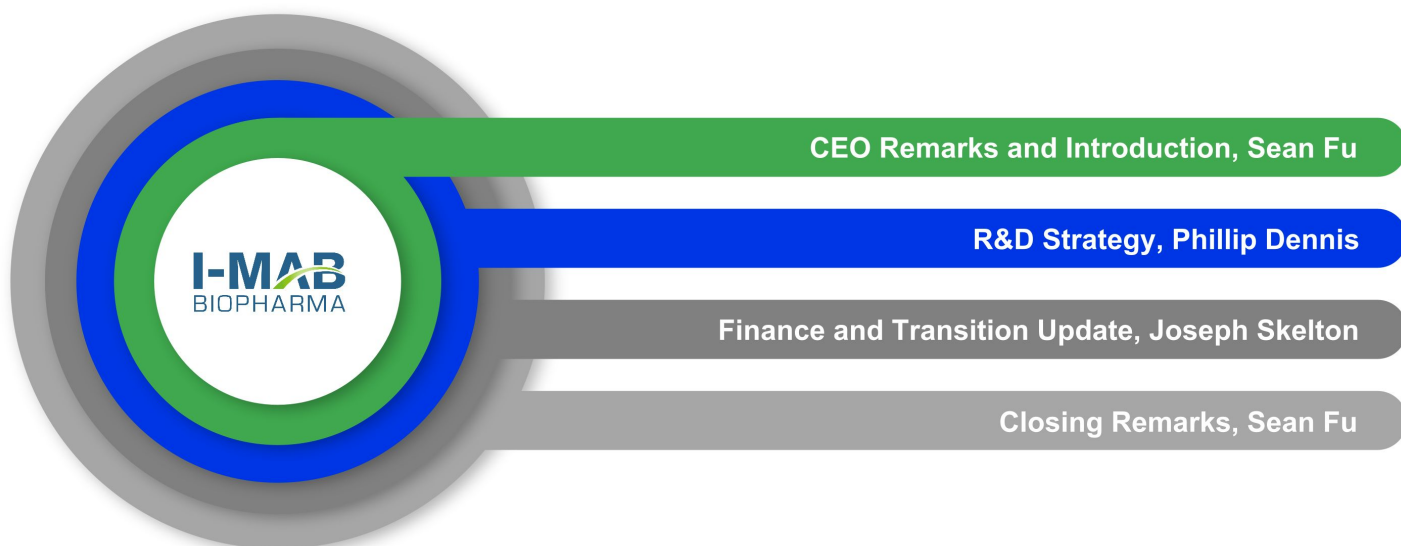 CEO Remarks and Introduction, Sean Fu
R&D Strategy, Phillip Dennis
I-MAB
BIOPHARMA
Finance and Transition Update, Joseph Skelton
Closing Remarks, Sean Fu